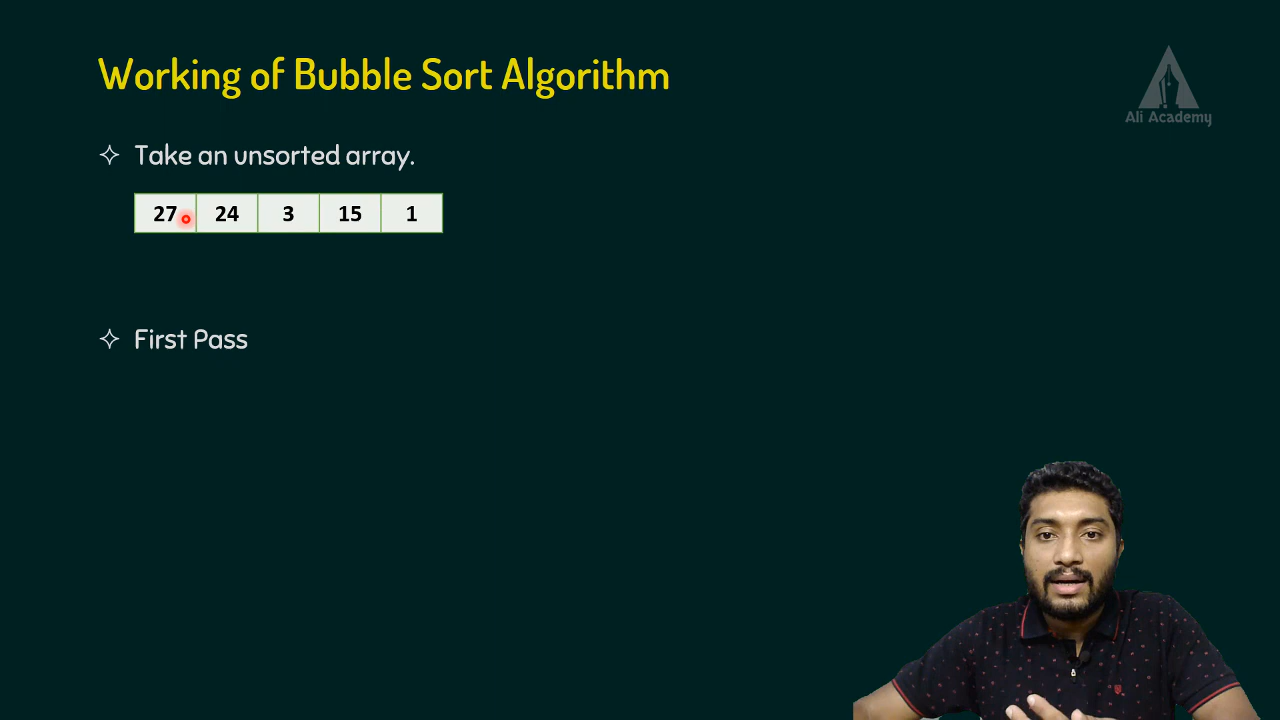 Working of Bubble Sort Algorithm
Ali Academy
Take an unsorted array.
27 24 3 15 1
First Pass